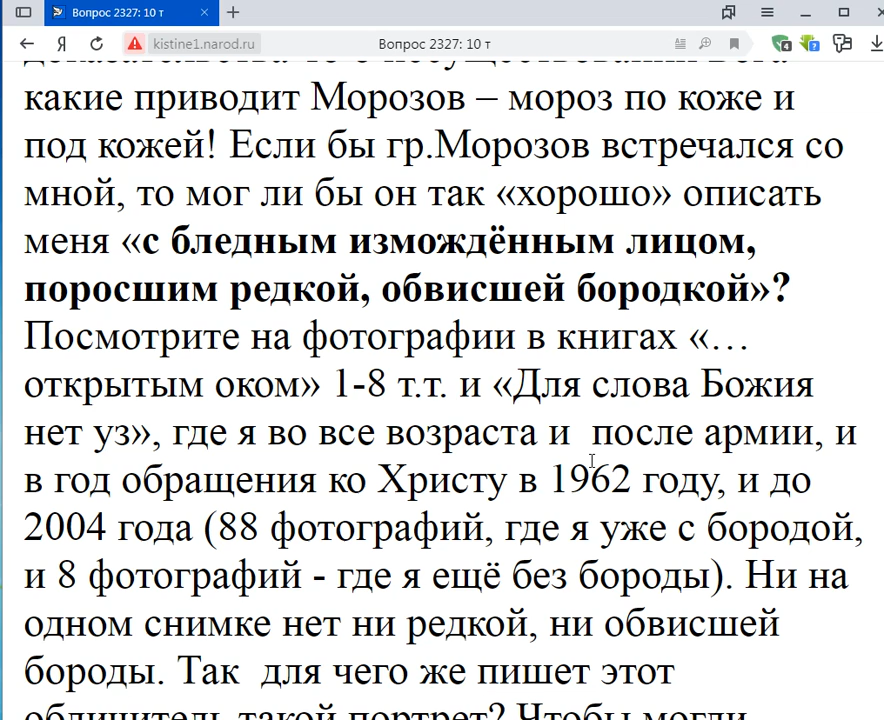 Вопрос 2327: 10 т
Я kistine1.narod.ru Вопрос 2327: 10 т
какие приводит Морозов – мороз по коже и
под кожей! Если бы гр.Морозов встречался со
мной, то мог ли бы он так «хорошо» описать
меня «с бледным измождённым лицом,
поросшим редкой, обвисшей бородкой»?
Посмотрите на фотографии в книгах «…
открытым оком» 1-8 т.т. и «Для слова Божия
нет уз», где я во все возраста и  после армии, и
в год обращения ко Христу в 1962 году, и до
2004 года (88 фотографий, где я уже с бородой,
и 8 фотографий - где я ещё без бороды). Ни на
одном снимке нет ни редкой, ни обвисшей
бороды. Так  для чего же пишет этот
обличитель такой портрет? Чтобы могли